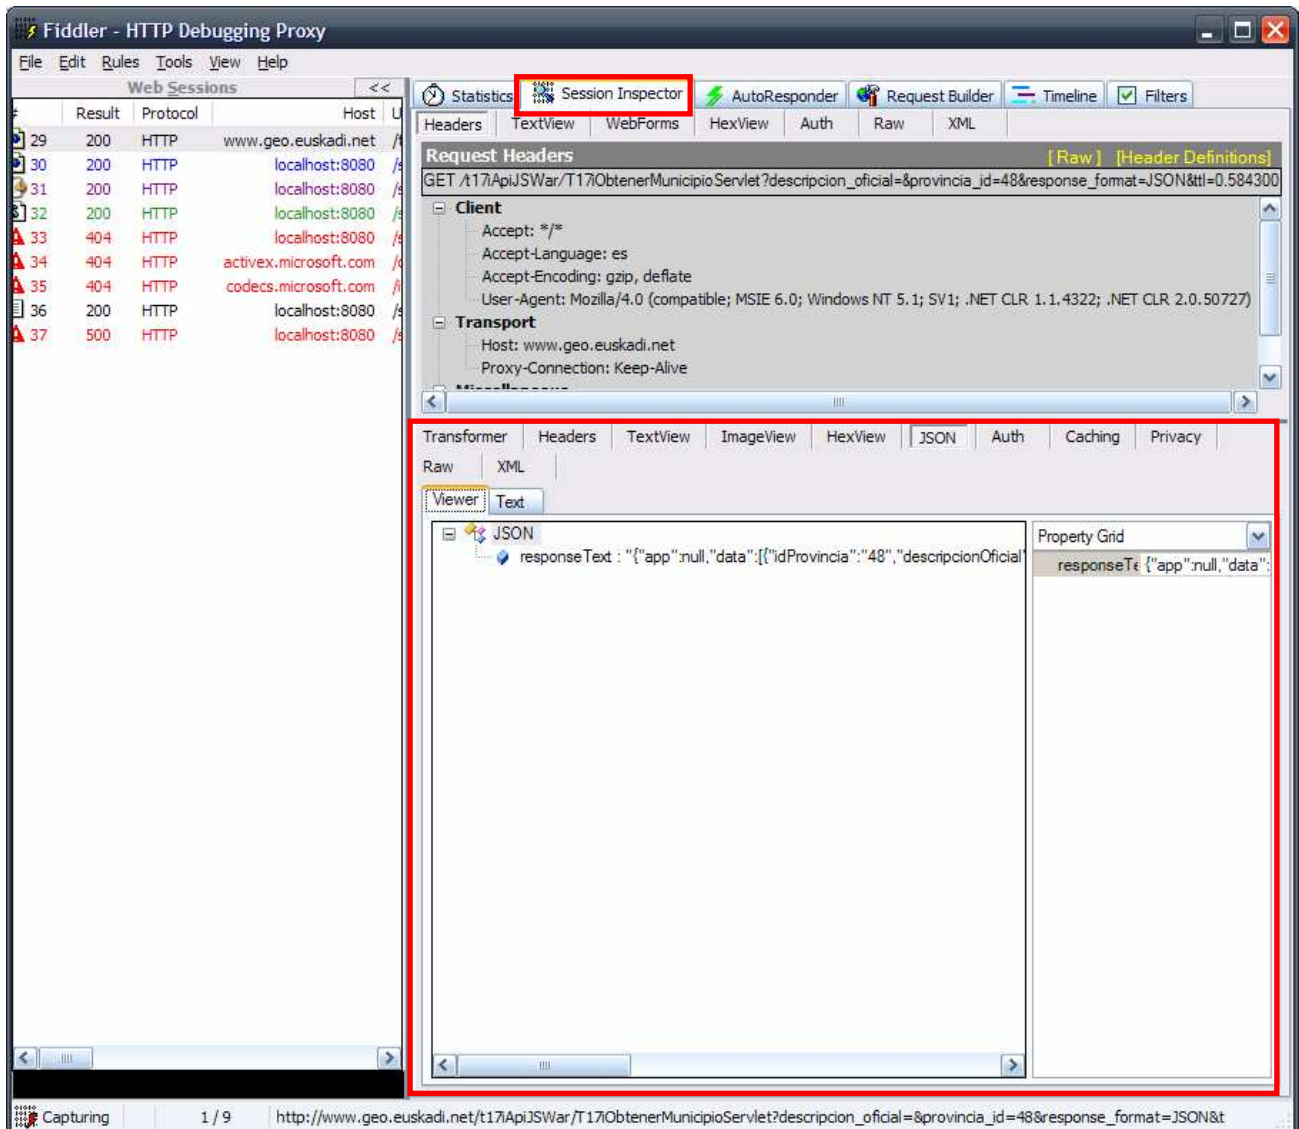 Fiddler - HTTP Debugging Proxy
File Edit Rules Tools View Help
Web Sessions <<
# Result Protocol Host U
29 200 HTTP www.geo.euskadi.net /t
30 200 HTTP localhost:8080 /s
31 200 HTTP localhost:8080 /s
32 200 HTTP localhost:8080 /s
33 404 HTTP localhost:8080 /s
34 404 HTTP activex.microsoft.com /o
35 404 HTTP codecs.microsoft.com /i
36 200 HTTP localhost:8080 /s
37 500 HTTP localhost:8080 /s
Statistics Session Inspector AutoResponder Request Builder Timeline Filters
Headers TextView WebForms HexView Auth Raw XML
Request Headers [ Raw ] [Header Definitions]
GET /t17iApiJSWar/T17iObtenerMunicipioServlet?descripcion_oficial=&provincia_id=48&response_format=JSON&ttl=0.584300
Client
Accept: */*
Accept-Language: es
Accept-Encoding: gzip, deflate
User-Agent: Mozilla/4.0 (compatible; MSIE 6.0; Windows NT 5.1; SV1; .NET CLR 1.1.4322; .NET CLR 2.0.50727)
Transport
Host: www.geo.euskadi.net
Proxy-Connection: Keep-Alive
Transformer Headers TextView ImageView HexView JSON Auth Caching Privacy
Raw XML
Viewer Text
JSON
responseText : "{"app":null,"data":[{"idProvincia":"48","descripcionOficial"
Property Grid
responseTe {"app":null,"data":
Capturing 1 / 9 http://www.geo.euskadi.net/t17iApiJSWar/T17iObtenerMunicipioServlet?descripcion_oficial=&provincia_id=48&response_format=JSON&t